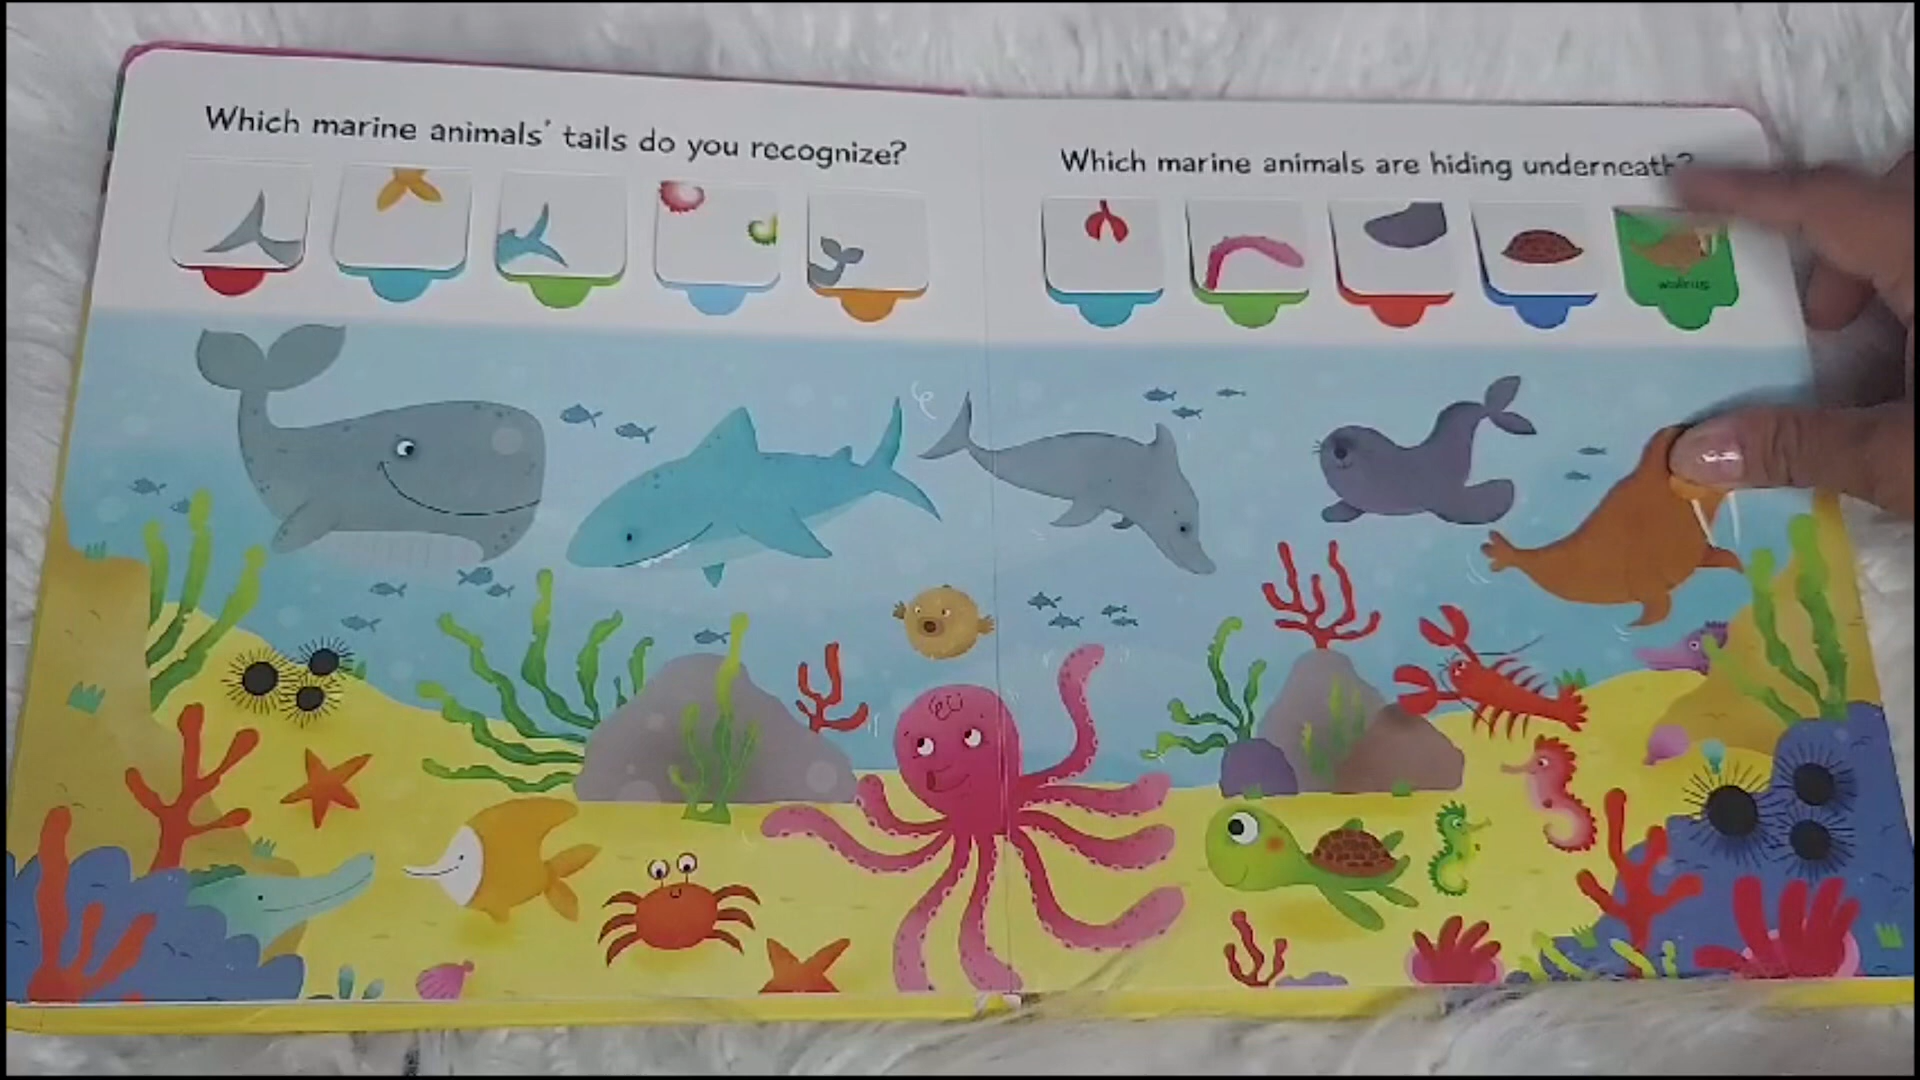 Which marine animals' tails do you recognize?
Which marine animals are hiding underneath?
walrus